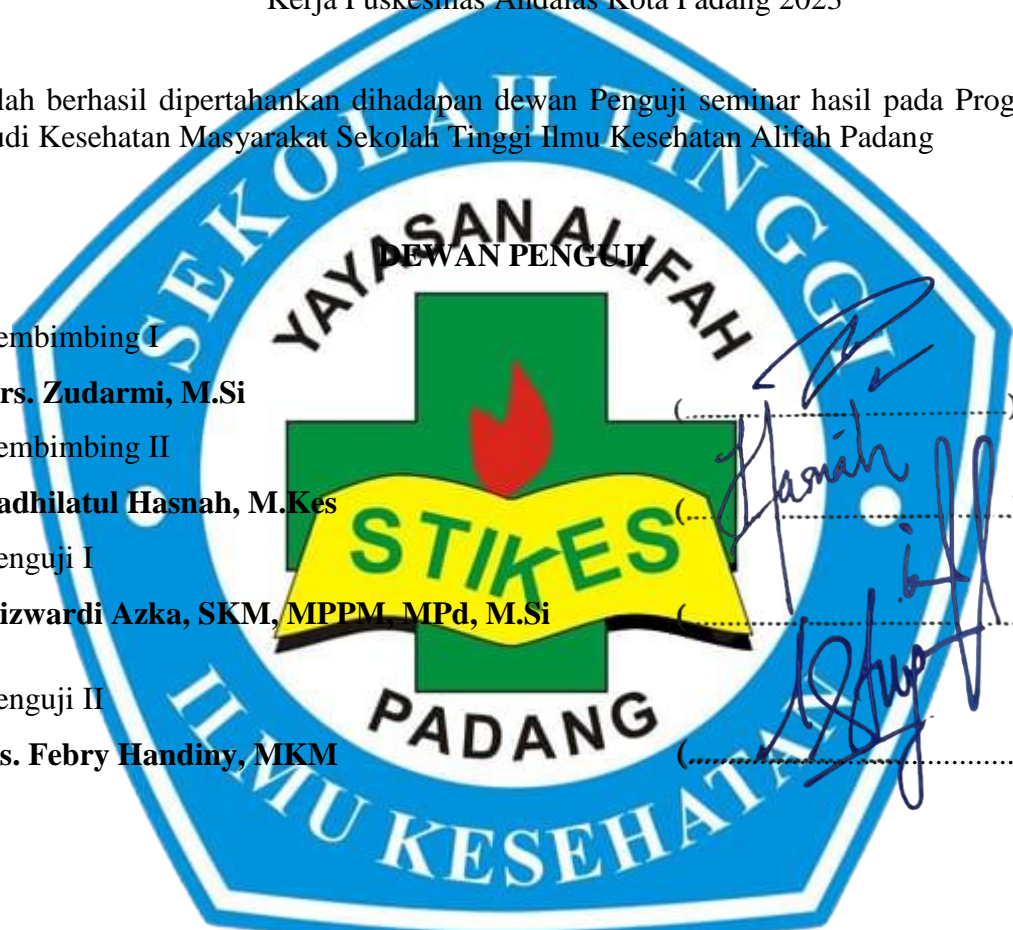 Kerja Puskesmas Andalas Kota Padang 2023
lah berhasil dipertahankan dihadapan dewan Penguji seminar hasil pada Prog
udi Kesehatan Masyarakat Sekolah Tinggi Ilmu Kesehatan Alifah Padang
SEKOLAH TINGGI
YAYASAN ALIFAH
DEWAN PENGUJI
embimbing I
rs. Zudarmi, M.Si (..............................)
embimbing II
adhilatul Hasnah, M.Kes (..............................
Hasnah
STIKES
enguji I
izwardi Azka, SKM, MPPM, MPd, M.Si (..............................
enguji II
s. Febry Handiny, MKM (..............................
PADANG
ILMU KESEHATAN